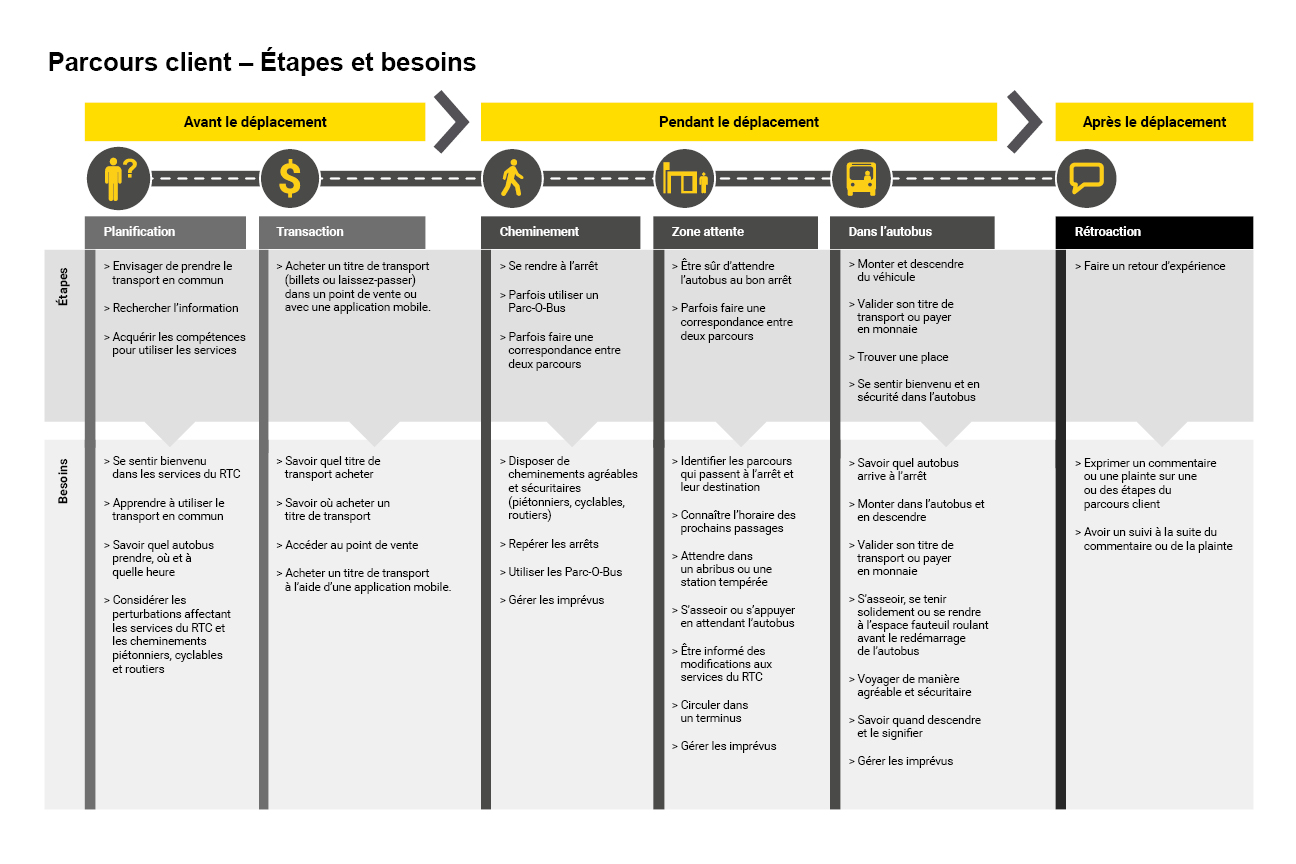 Parcours client – Étapes et besoins
Avant le déplacement
Pendant le déplacement
Après le déplacement
?
$
Planification
Transaction
Cheminement
Zone attente
Dans l'autobus
Rétroaction
Étapes
> Envisager de prendre le
transport en commun
> Rechercher l'information
> Acquérir les compétences
pour utiliser les services
> Acheter un titre de transport
(billets ou laissez-passer)
dans un point de vente ou
avec une application mobile.
> Se rendre à l'arrêt
> Parfois utiliser un
Parc-O-Bus
> Parfois faire une
correspondance entre
deux parcours
> Être sûr d'attendre
l'autobus au bon arrêt
> Parfois faire une
correspondance entre
deux parcours
> Monter et descendre
du véhicule
> Valider son titre de
transport ou payer
en monnaie
> Trouver une place
> Se sentir bienvenu et en
sécurité dans l'autobus
> Faire un retour d'expérience
Besoins
> Se sentir bienvenu
dans les services du RTC
> Apprendre à utiliser le
transport en commun
> Savoir quel autobus
prendre, où et à
quelle heure
> Considérer les
perturbations affectant
les services du RTC et
les cheminements
piétonniers, cyclables
et routiers
> Savoir quel titre de
transport acheter
> Savoir où acheter un
titre de transport
> Accéder au point de vente
> Acheter un titre de transport
à l'aide d'une application mobile.
> Disposer de
cheminements agréables
et sécuritaires
(piétonniers, cyclables,
routiers)
> Repérer les arrêts
> Utiliser les Parc-O-Bus
> Gérer les imprévus
> Identifier les parcours
qui passent à l'arrêt et
leur destination
> Connaître l'horaire des
prochains passages
> Attendre dans
un abribus ou une
station tempérée
> S'asseoir ou s'appuyer
en attendant l'autobus
> Être informé des
modifications aux
services du RTC
> Circuler dans
un terminus
> Gérer les imprévus
> Savoir quel autobus
arrive à l'arrêt
> Monter dans l'autobus et
en descendre
> Valider son titre de
transport ou payer
en monnaie
> S'asseoir, se tenir
solidement ou se rendre
à l'espace fauteuil roulant
avant le redémarrage
de l'autobus
> Voyager de manière
agréable et sécuritaire
> Savoir quand descendre
et le signifier
> Gérer les imprévus
> Exprimer un commentaire
ou une plainte sur une
ou des étapes du
parcours client
> Avoir un suivi à la suite du
commentaire ou de la plainte